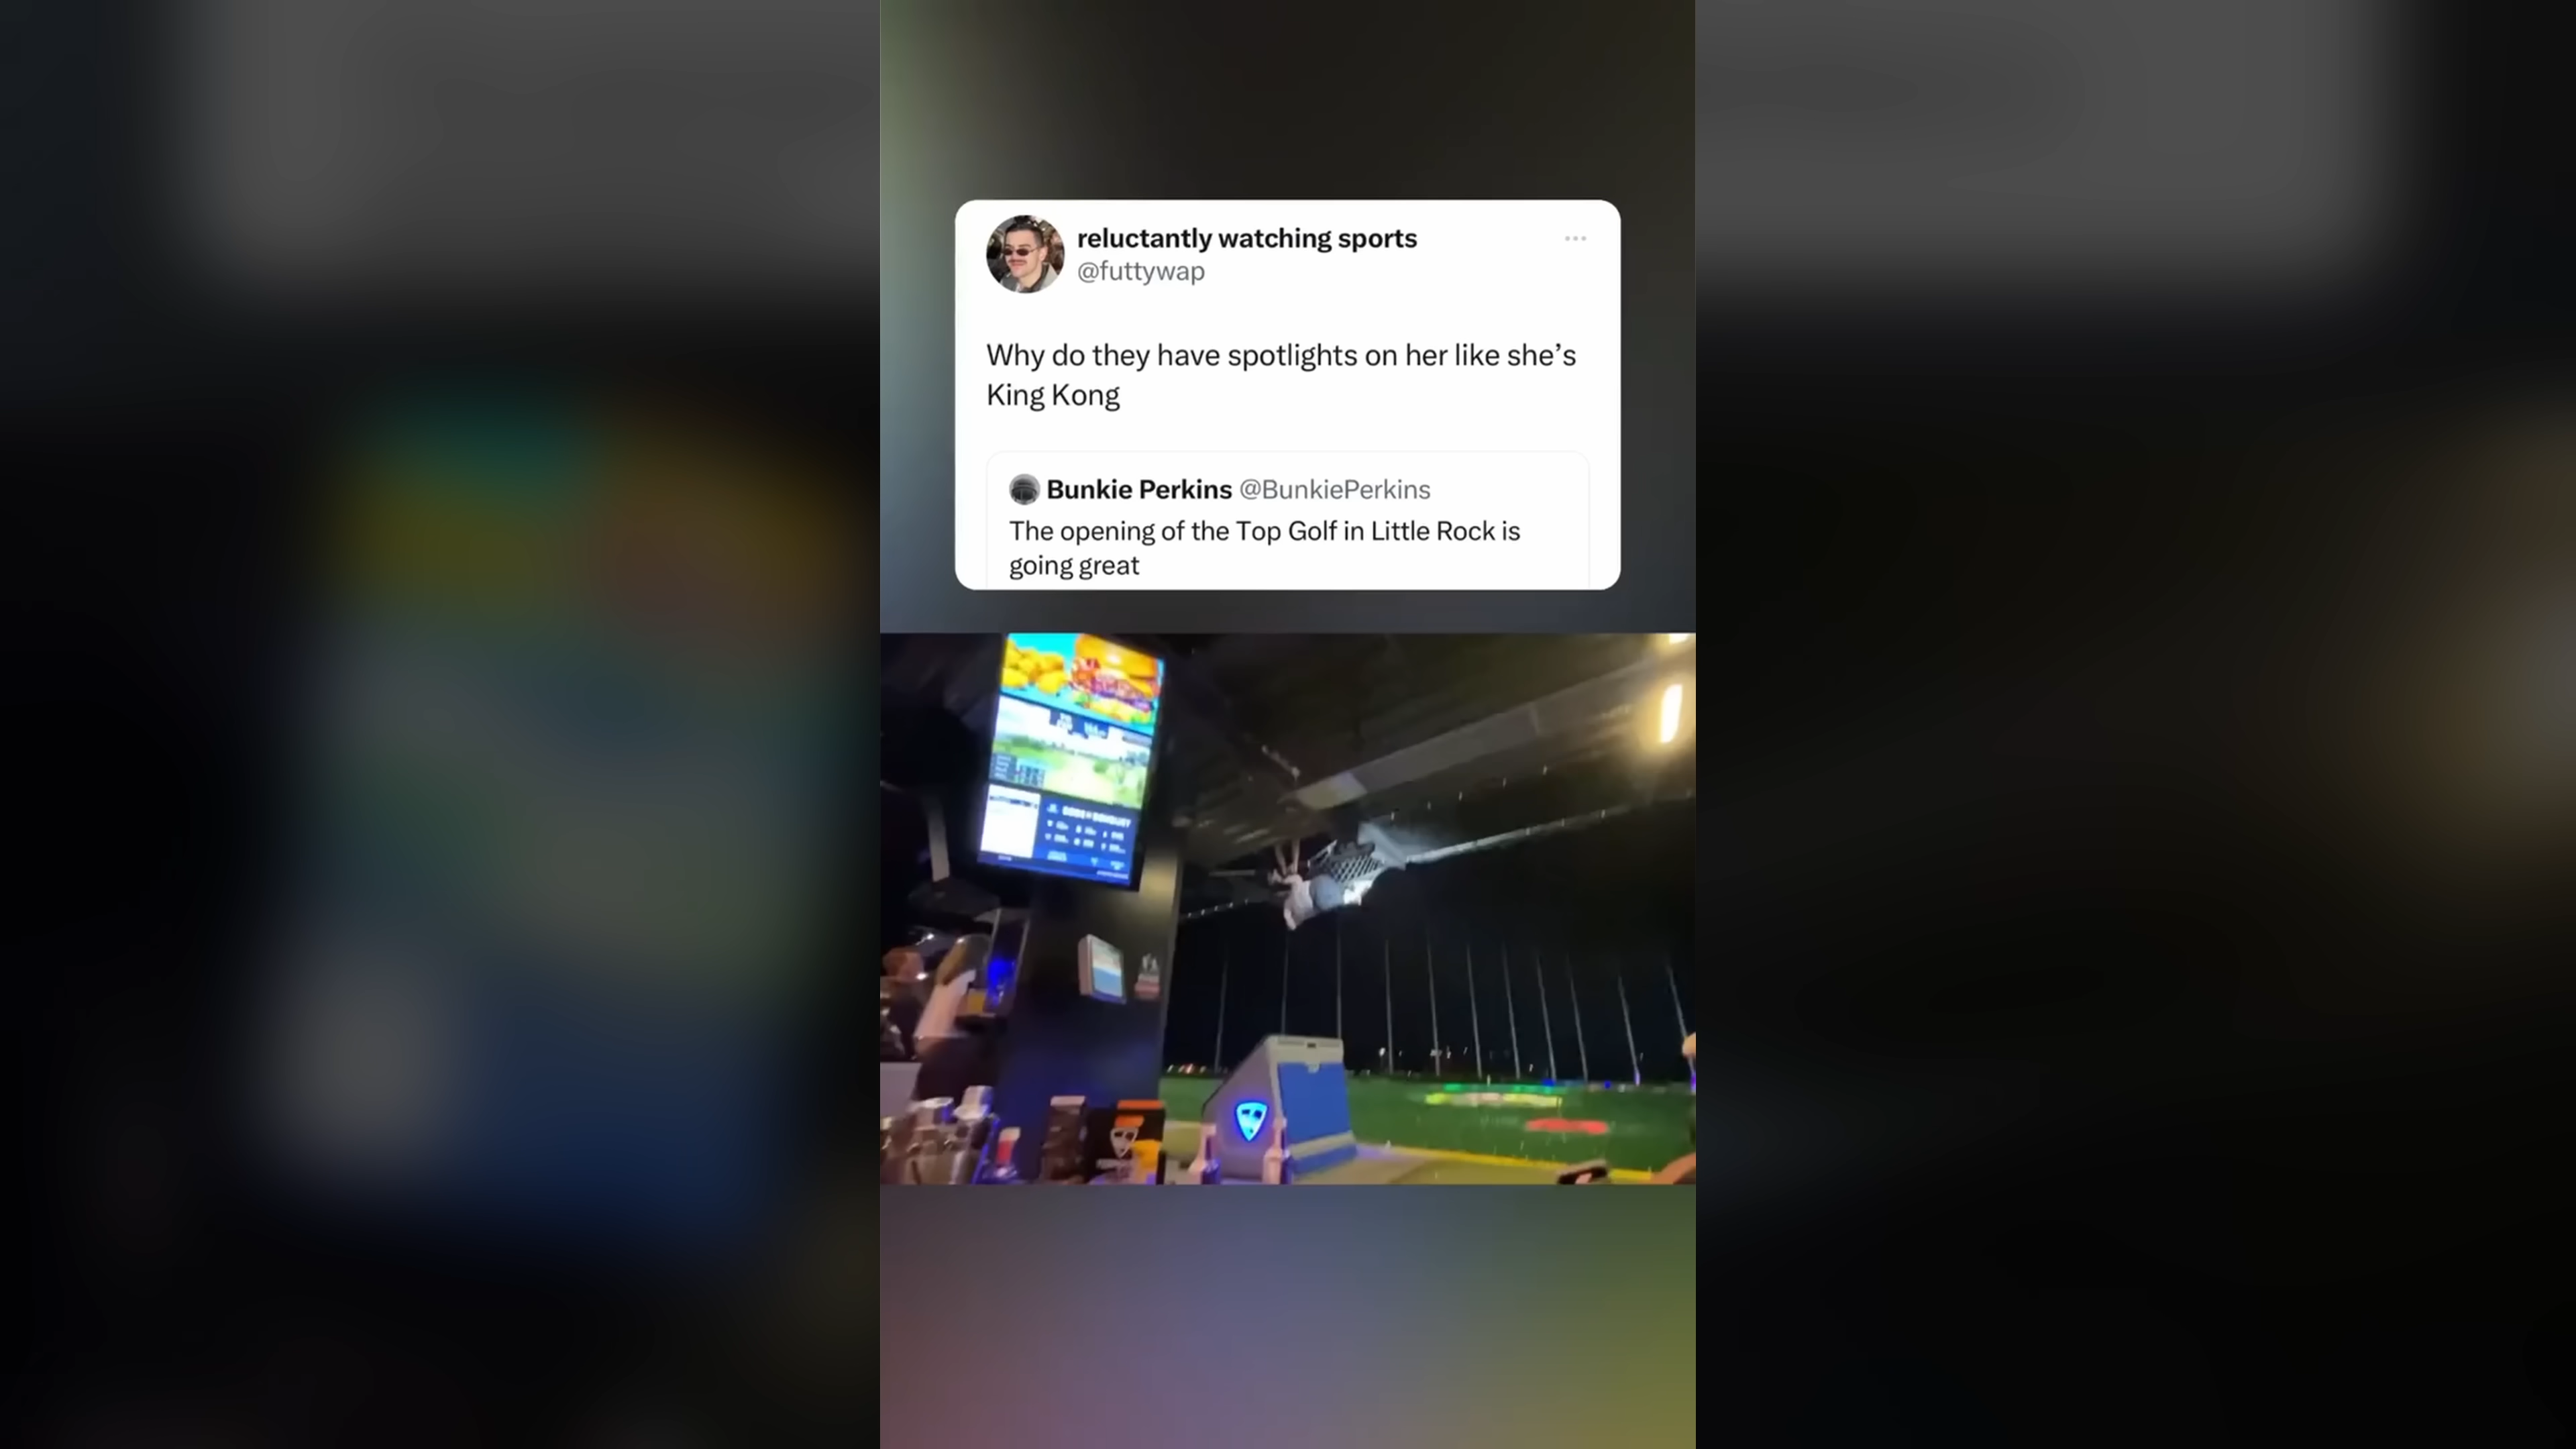 reluctantly watching sports
@futtywap
Why do they have spotlights on her like she’s
King Kong
Bunkie Perkins @BunkiePerkins
The opening of the Top Golf in Little Rock is
going great